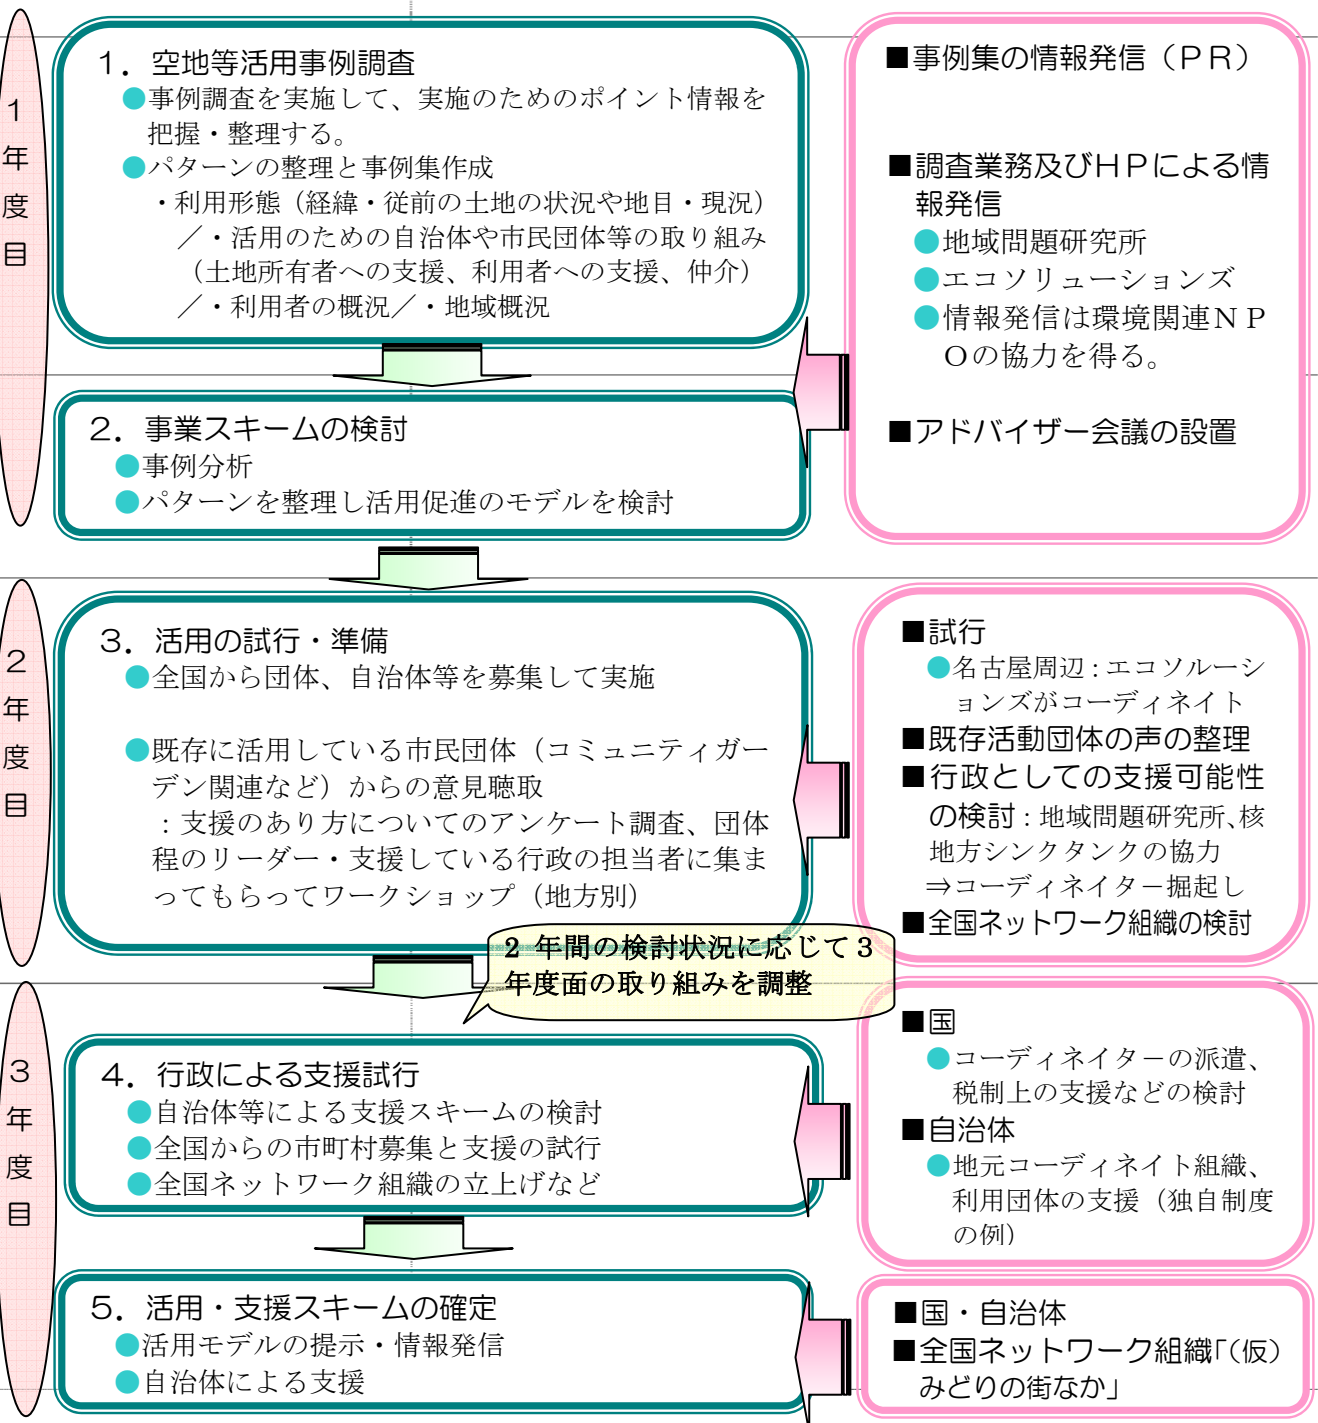 1
年
度
目
１．空地等活用事例調査
●事例調査を実施して、実施のためのポイント情報を
把握・整理する。
●パターンの整理と事例集作成
・利用形態（経緯・従前の土地の状況や地目・現況）
／・活用のための自治体や市民団体等の取り組み
（土地所有者への支援、利用者への支援、仲介）
／・利用者の概況／・地域概況
２．事業スキームの検討
●事例分析
●パターンを整理し活用促進のモデルを検討
■事例集の情報発信（ＰＲ）
■調査業務及びＨＰによる情
報発信
●地域問題研究所
●エコソリューションズ
●情報発信は環境関連ＮＰ
Ｏの協力を得る。
■アドバイザー会議の設置
2
年
度
目
３．活用の試行・準備
●全国から団体、自治体等を募集して実施
●既存に活用している市民団体（コミュニティガー
デン関連など）からの意見聴取
：支援のあり方についてのアンケート調査、団体
程のリーダー・支援している行政の担当者に集ま
ってもらってワークショップ（地方別）
■試行
●名古屋周辺：エコソルーシ
ョンズがコーディネイト
■既存活動団体の声の整理
■行政としての支援可能性
の検討：地域問題研究所、核
地方シンクタンクの協力
⇒コーディネイタ－掘起し
■全国ネットワーク組織の検討
2 年間の検討状況に応じて３
年度面の取り組みを調整
3
年
度
目
４．行政による支援試行
●自治体等による支援スキームの検討
●全国からの市町村募集と支援の試行
●全国ネットワーク組織の立上げなど
■国
●コーディネイタ－の派遣、
税制上の支援などの検討
■自治体
●地元コーディネイト組織、
利用団体の支援（独自制度
の例）
５．活用・支援スキームの確定
●活用モデルの提示・情報発信
●自治体による支援
■国・自治体
■全国ネットワーク組織「（仮）
みどりの街なか」